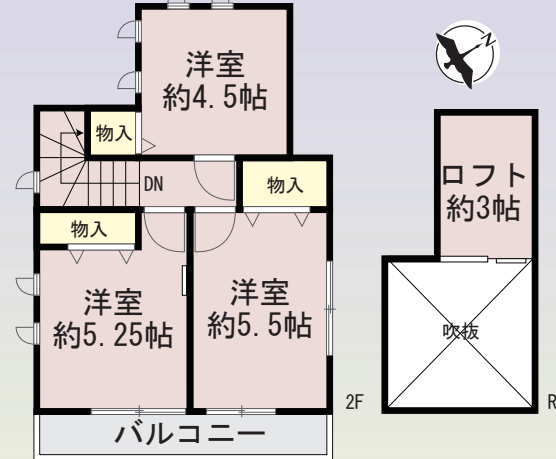 洋室
約4.5帖
物入
DN
物入
物入
洋室
約5.25帖
洋室
約5.5帖
バルコニー
2F
N
ロフト
約3帖
吹抜
R